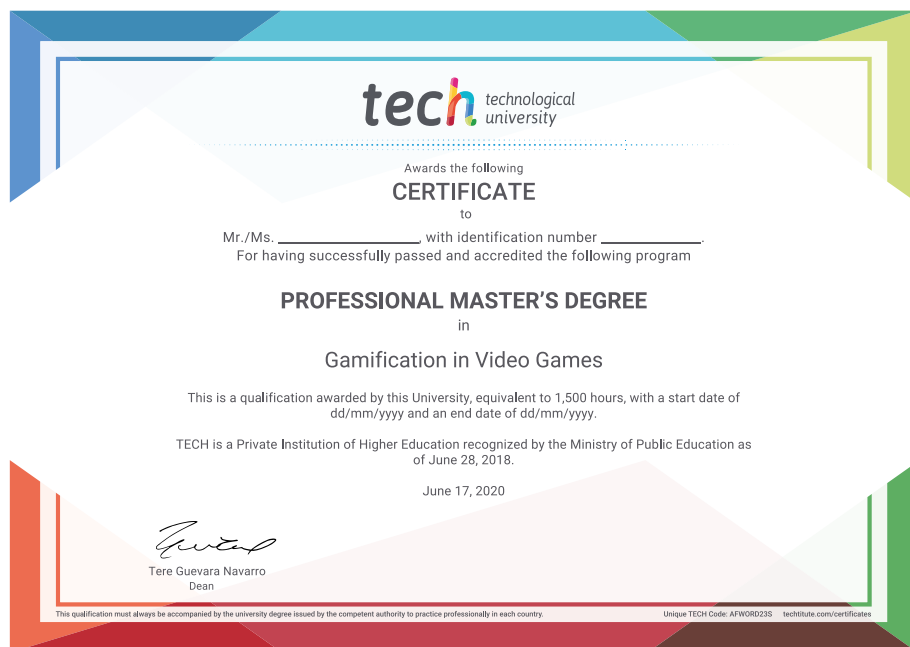 tech technological
university
Awards the following
CERTIFICATE
to
Mr./Ms. ________________, with identification number ____________.
For having successfully passed and accredited the following program
PROFESSIONAL MASTER'S DEGREE
in
Gamification in Video Games
This is a qualification awarded by this University, equivalent to 1,500 hours, with a start date of
dd/mm/yyyy and an end date of dd/mm/yyyy.
TECH is a Private Institution of Higher Education recognized by the Ministry of Public Education as
of June 28, 2018.
June 17, 2020
Tere Guevara Navarro
Dean
This qualification must always be accompanied by the university degree issued by the competent authority to practice professionally in each country. Unique TECH Code: AFWORD23S techtitute.com/certificates